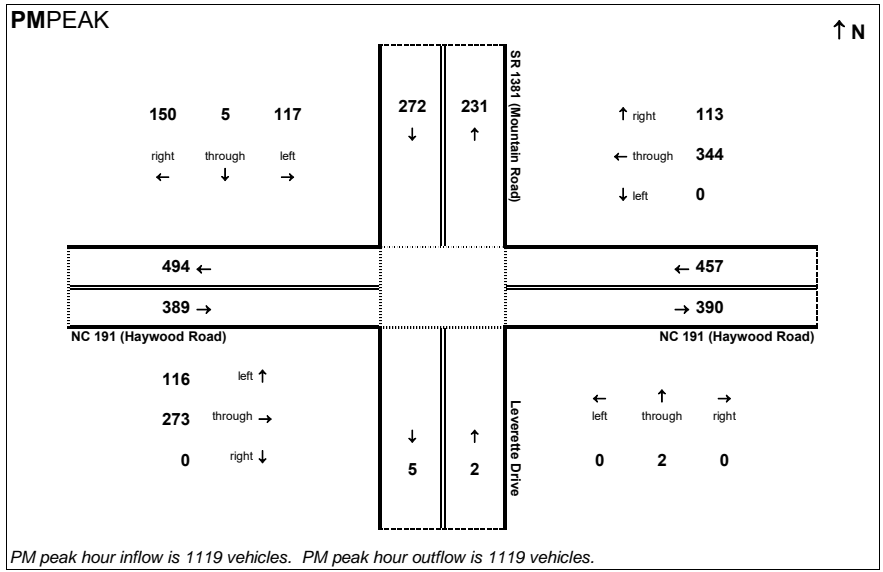 PMPEAK
↑ N
150 5 117
right through left
← ↓ →
272 231
↓ ↑
SR 1381 (Mountain Road)
↑ right 113
← through 344
↓ left 0
494 ←
389 →
← 457
→ 390
NC 191 (Haywood Road)
NC 191 (Haywood Road)
116 left ↑
273 through →
0 right ↓
↓ ↑
5 2
Leverette Drive
← ↑ →
left through right
0 2 0
PM peak hour inflow is 1119 vehicles. PM peak hour outflow is 1119 vehicles.